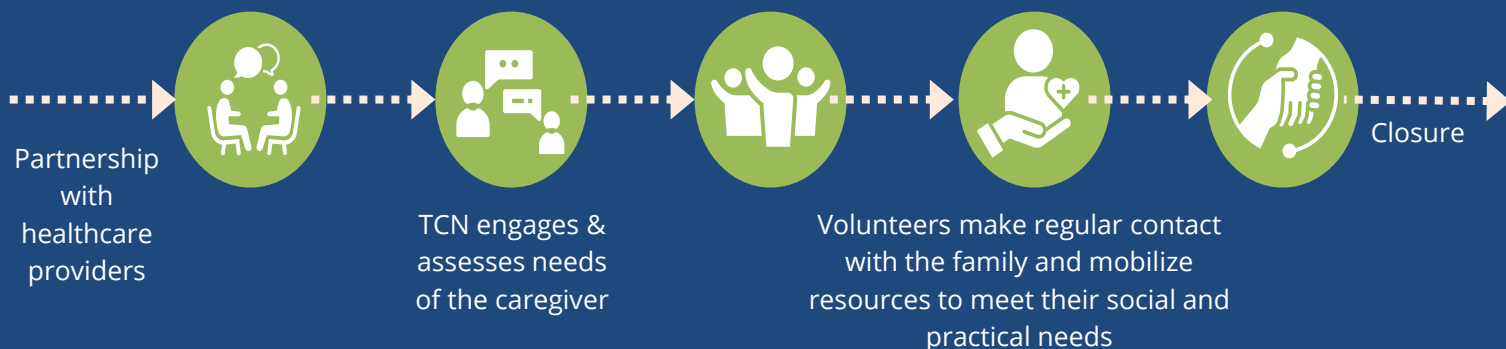 Partnership
with
healthcare
providers
TCN engages &
assesses needs
of the caregiver
Volunteers make regular contact
with the family and mobilize
resources to meet their social and
practical needs
Closure